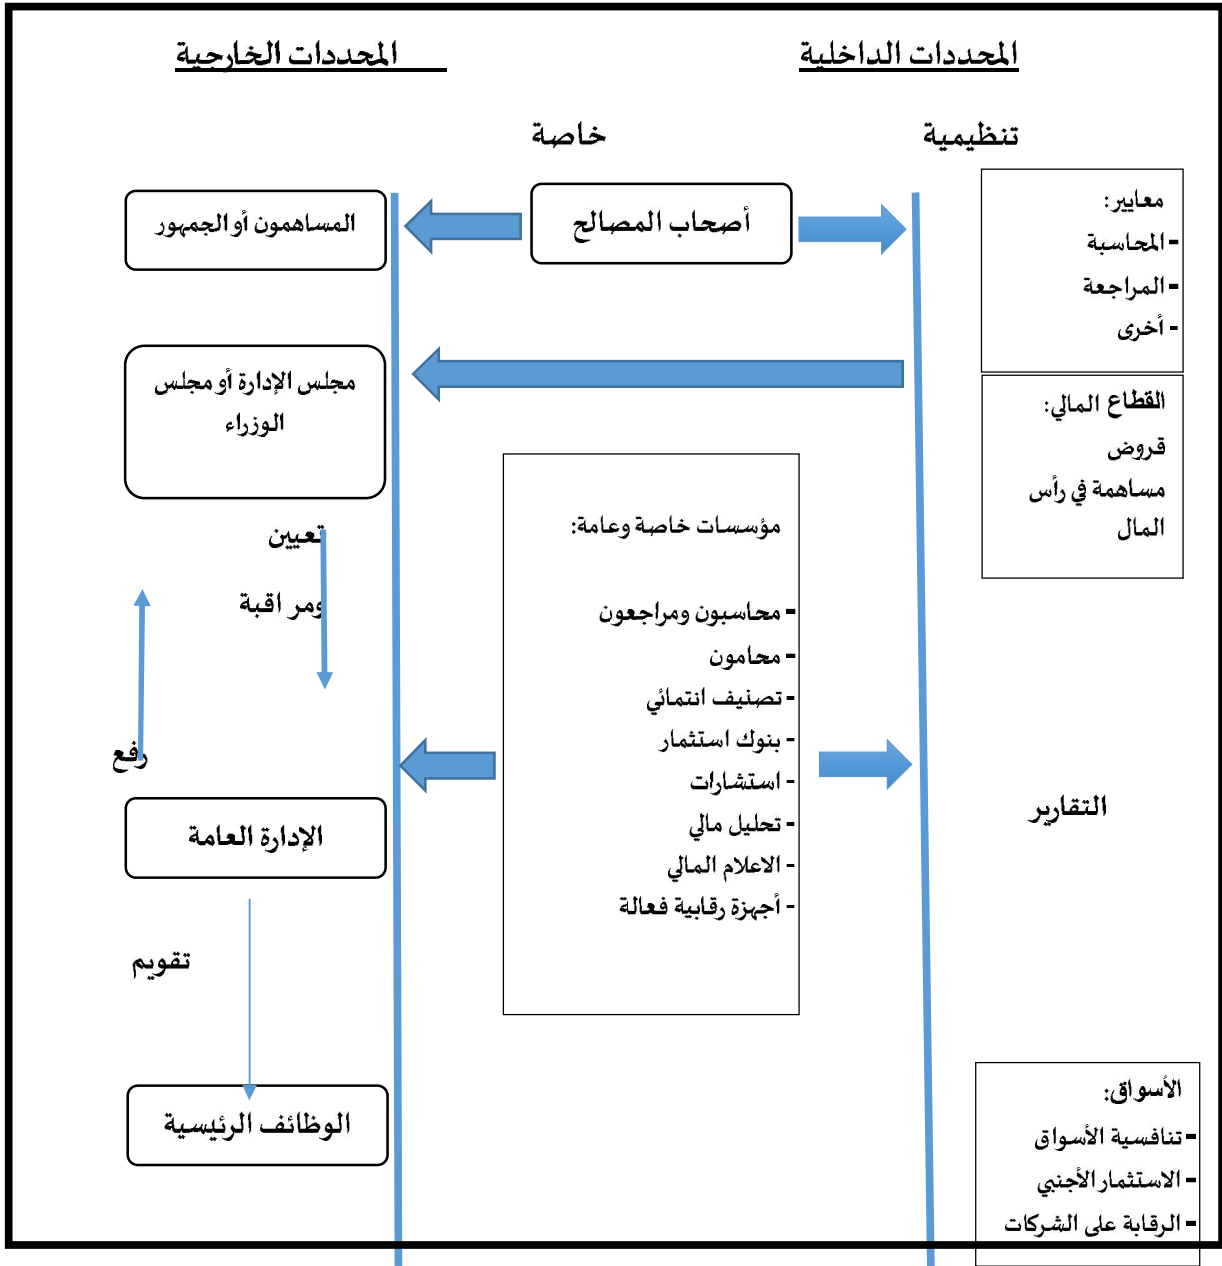 المحددات الداخلية
المحددات الخارجية
تنظيمية
خاصة
معايير:
- المحاسبة
- المراجعة
- أخرى
أصحاب المصالح
المساهمون أو الجمهور
القطاع المالي:
قروض
مساهمة في رأس
المال
مجلس الإدارة أو مجلس
الوزراء
مؤسسات خاصة وعامة:
- محاسبون ومراجعون
- محامون
- تصنيف انتمائي
- بنوك استثمار
- استشارات
- تحليل مالي
- الاعلام المالي
- أجهزة رقابية فعالة
تعيين
ومراقبة
رفع
التقارير
الإدارة العامة
تقويم
الوظائف الرئيسية
الأسواق:
- تنافسية الأسواق
- الاستثمار الأجنبي
- الرقابة على الشركات